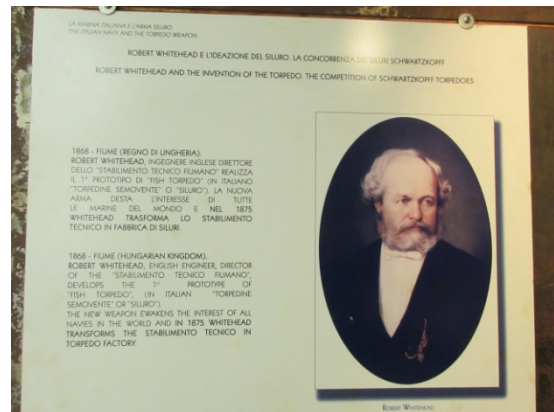 LA MARINA ITALIANA E L'ARMA SILURO
THE ITALIAN NAVY AND THE TORPEDO WEAPON
ROBERT WHITEHEAD E L'IDEAZIONE DEL SILURO. LA CONCORRENZA DEI SILURI SCHWARTZKOPFF
ROBERT WHITEHEAD AND THE INVENTION OF THE TORPEDO. THE COMPETITION OF SCHWARTZKOPFF TORPEDOES
1868 - FIUME (REGNO DI UNGHERIA).
ROBERT WHITEHEAD, INGEGNERE INGLESE DIRETTORE
DELLO "STABILIMENTO TECNICO FIUMANO" REALIZZA
IL 1° PROTOTIPO DI "FISH TORPEDO" (IN ITALIANO
"TORPEDINE SEMOVENTE" O "SILURO"). LA NUOVA
ARMA DESTA L'INTERESSE DI TUTTE
LE MARINE DEL MONDO E NEL 1875
WHITEHEAD TRASFORMA LO STABILIMENTO
TECNICO IN FABBRICA DI SILURI.
1868 - FIUME (HUNGARIAN KINGDOM).
ROBERT WHITEHEAD, ENGLISH ENGINEER, DIRECTOR
OF THE "STABILIMENTO TECNICO FIUMANO",
DEVELOPS THE 1° PROTOTYPE OF
"FISH TORPEDO", (IN ITALIAN "TORPEDINE
SEMOVENTE" OR "SILURO").
THE NEW WEAPON EWAKENS THE INTEREST OF ALL
NAVIES IN THE WORLD AND IN 1875 WHITEHEAD
TRANSFORMS THE STABILIMENTO TECNICO IN
TORPEDO FACTORY.
ROBERT WHITEHEAD